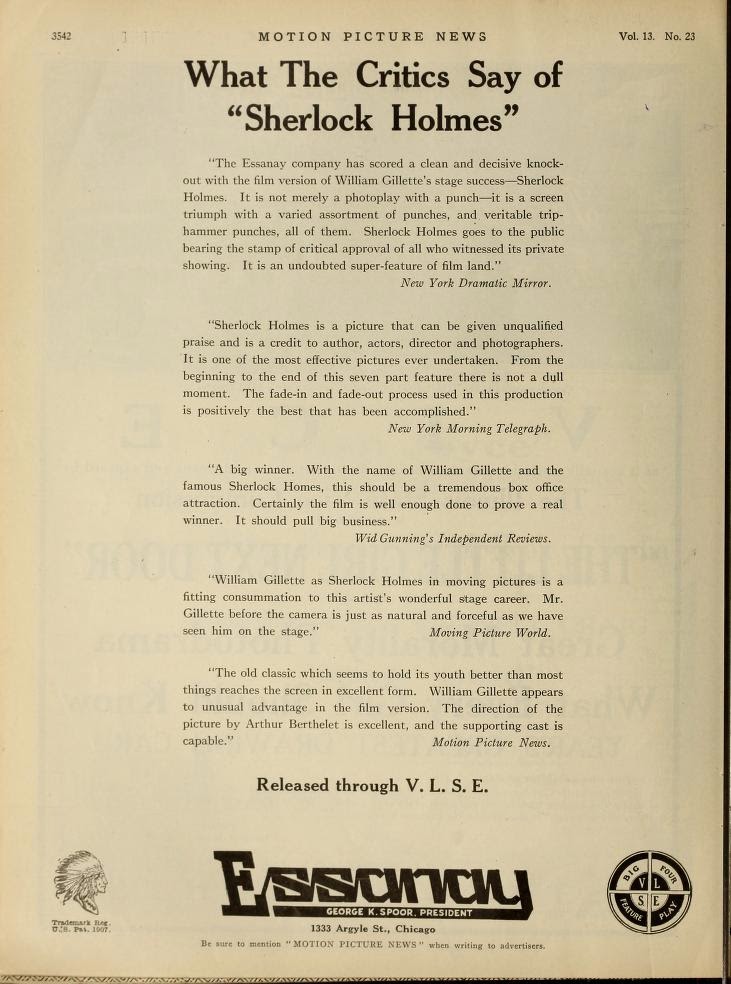 3542
MOTION PICTURE NEWS
Vol. 13. No. 23
What The Critics Say of
“Sherlock Holmes”
“The Essanay company has scored a clean and decisive knock-
out with the film version of William Gillette’s stage success—Sherlock
Holmes. It is not merely a photoplay with a punch—it is a screen
triumph with a varied assortment of punches, and veritable trip-
hammer punches, all of them. Sherlock Holmes goes to the public
bearing the stamp of critical approval of all who witnessed its private
showing. It is an undoubted super-feature of film land.”
New York Dramatic Mirror.
“Sherlock Holmes is a picture that can be given unqualified
praise and is a credit to author, actors, director and photographers.
It is one of the most effective pictures ever undertaken. From the
beginning to the end of this seven part feature there is not a dull
moment. The fade-in and fade-out process used in this production
is positively the best that has been accomplished.”
New York Morning Telegraph.
“A big winner. With the name of William Gillette and the
famous Sherlock Homes, this should be a tremendous box office
attraction. Certainly the film is well enough done to prove a real
winner. It should pull big business.”
Wid Gunning’s Independent Reviews.
“William Gillette as Sherlock Holmes in moving pictures is a
fitting consummation to this artist’s wonderful stage career. Mr.
Gillette before the camera is just as natural and forceful as we have
seen him on the stage.” Moving Picture World.
“The old classic which seems to hold its youth better than most
things reaches the screen in excellent form. William Gillette appears
to unusual advantage in the film version. The direction of the
picture by Arthur Berthelet is excellent, and the supporting cast is
capable.” Motion Picture News.
Released through V. L. S. E.
Trademark Reg.
U.S. Pat. 1907.
Essanay
GEORGE K. SPOOR, PRESIDENT
1333 Argyle St., Chicago
BIG FOUR
V L
S E
FEATURE PLAY
Be sure to mention “MOTION PICTURE NEWS” when writing to advertisers.